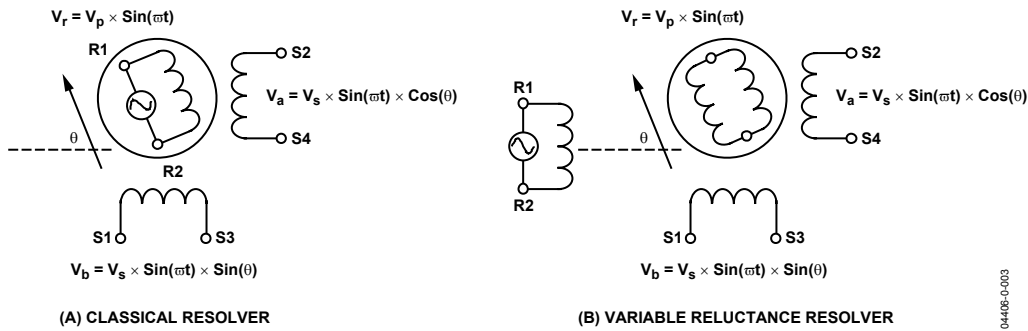 Vr = Vp × Sin(ϖt)
R1
S2
Va = Vs × Sin(ϖt) × Cos(θ)
θ
S4
R2
S1
S3
Vb = Vs × Sin(ϖt) × Sin(θ)
(A) CLASSICAL RESOLVER
Vr = Vp × Sin(ϖt)
S2
R1
Va = Vs × Sin(ϖt) × Cos(θ)
θ
S4
R2
S1
S3
Vb = Vs × Sin(ϖt) × Sin(θ)
(B) VARIABLE RELUCTANCE RESOLVER
04406-0-003